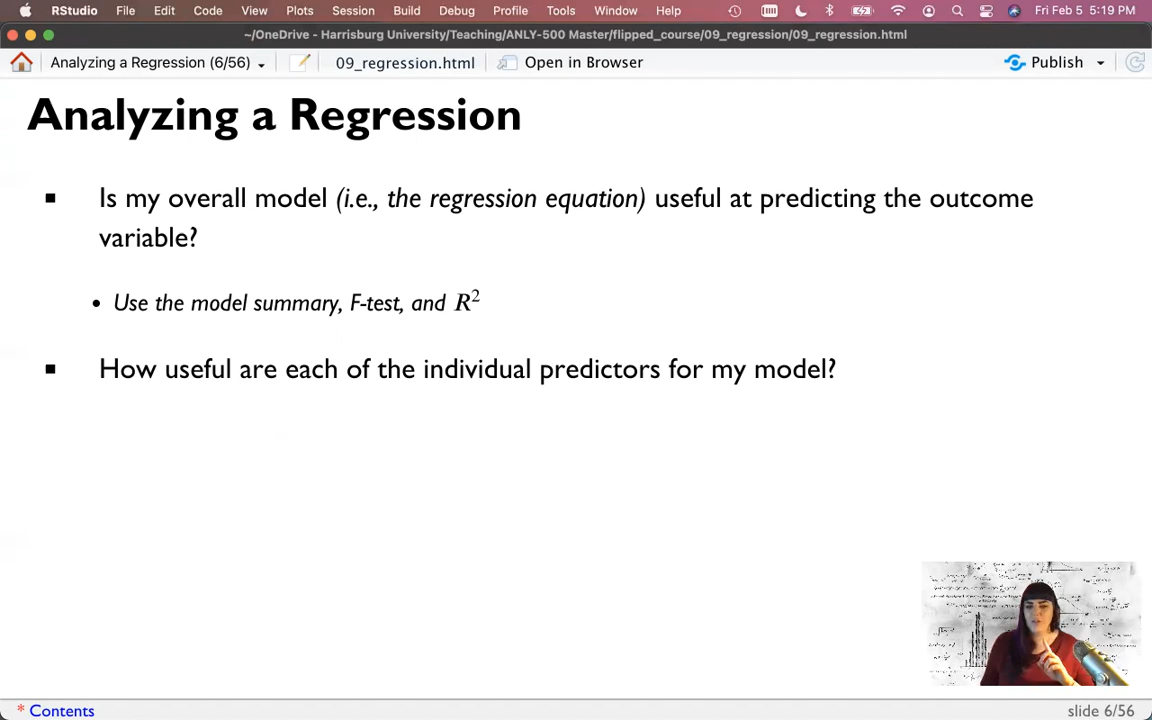 RStudio File Edit Code View Plots Session Build Debug Profile Tools Window Help Fri Feb 5 5:19 PM
~/OneDrive - Harrisburg University/Teaching/ANLY-500 Master/flipped_course/09_regression/09_regression.html
Analyzing a Regression (6/56) 09_regression.html Open in Browser Publish
Analyzing a Regression
Is my overall model (i.e., the regression equation) useful at predicting the outcome
variable?
Use the model summary, F-test, and R²
How useful are each of the individual predictors for my model?
* Contents slide 6/56